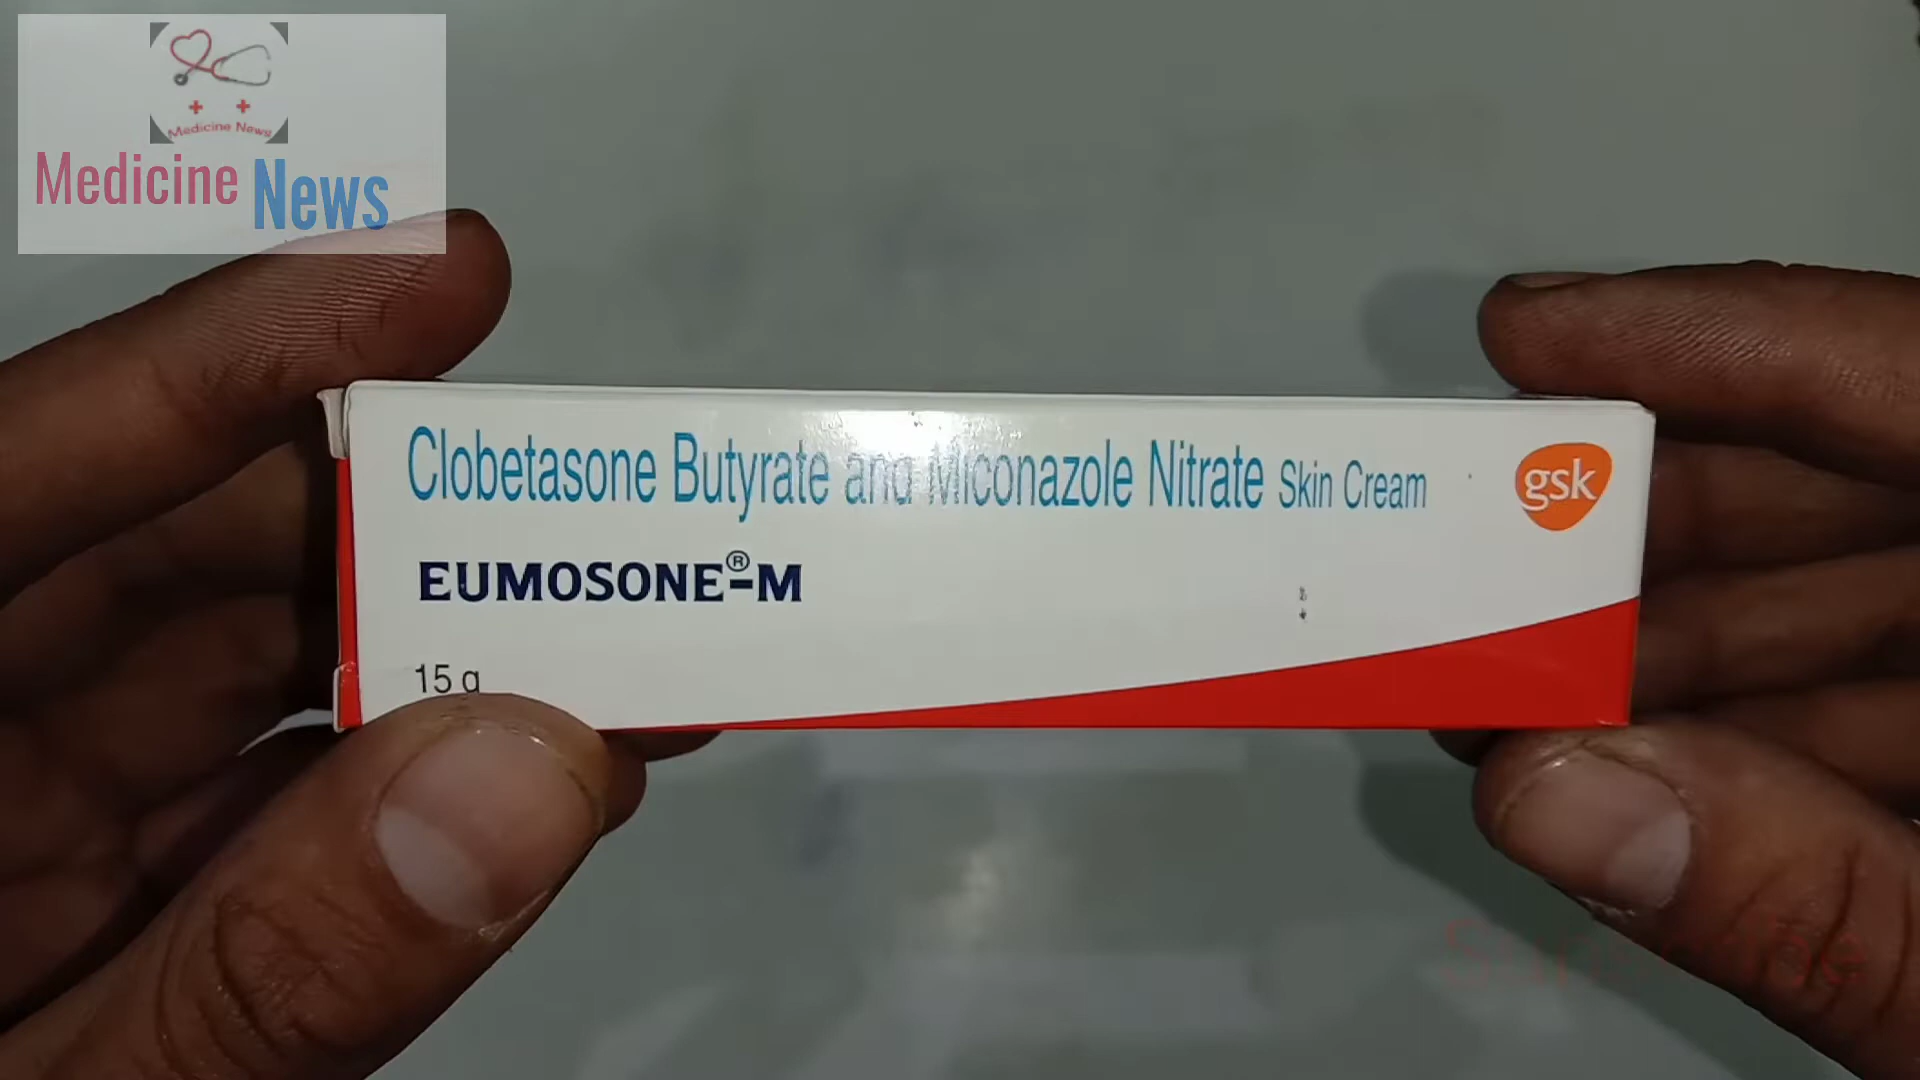 Medicine News
Medicine News
Clobetasone Butyrate and Miconazole Nitrate Skin Cream
gsk
EUMOSONE®-M
15 g